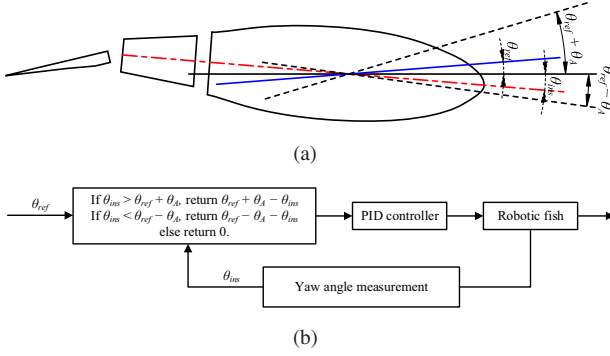 θref + θA
θref
θins
θref − θA
(a)
θref
If θins > θref + θA, return θref + θA − θins
If θins < θref − θA, return θref − θA − θins
else return 0.
PID controller
Robotic fish
θins
Yaw angle measurement
(b)